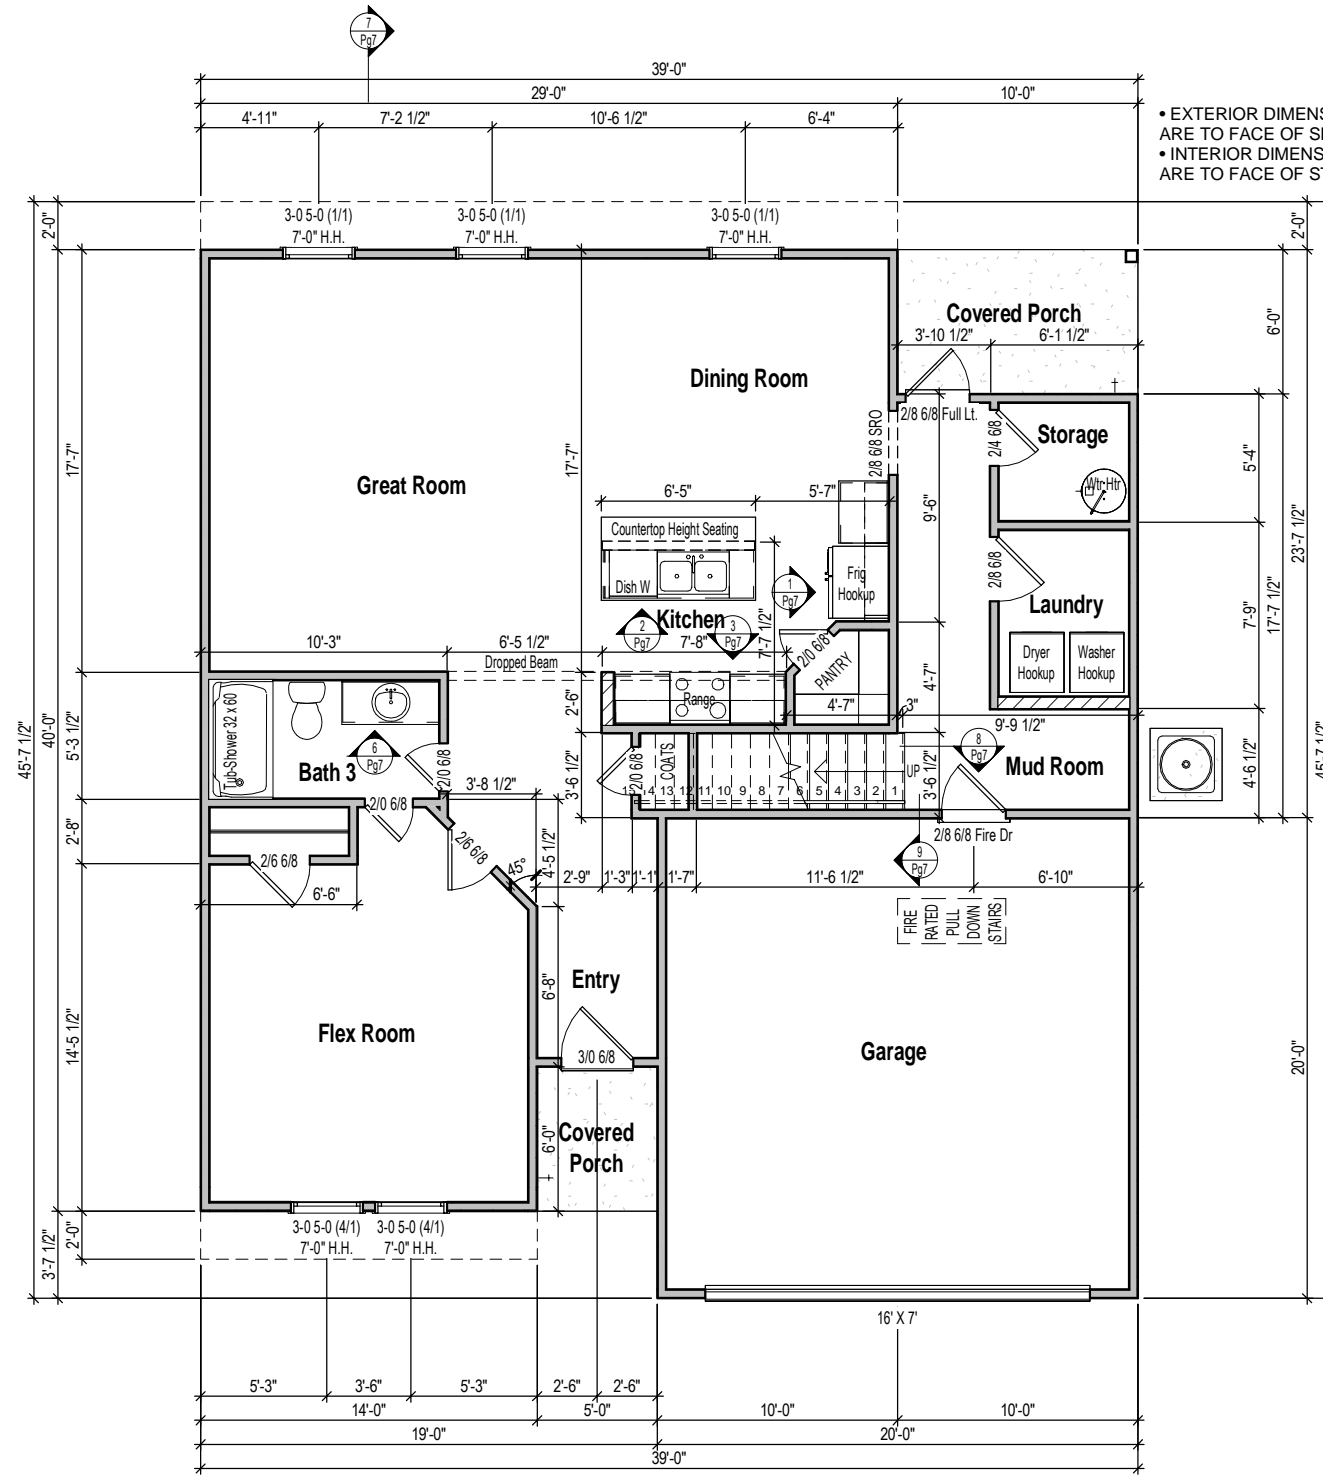 7
Pg7
39'-0"
29'-0"
10'-0"
4'-11"
7'-2 1/2"
10'-6 1/2"
6'-4"
• EXTERIOR
ARE TO FACE OF
• INTERIOR
ARE TO FACE OF
3-0 5-0 (1/1)
7'-0" H.H.
3-0 5-0 (1/1)
7'-0" H.H.
3-0 5-0 (1/1)
7'-0" H.H.
2'-0"
2'-0"
Covered Porch
3'-10 1/2"
6'-1 1/2"
6'-0"
Dining Room
2/8 6/8 Full Lt.
2/8 6/8 SRO
2/4 6/8
Storage
Wtr Htr
5'-4"
17'-7"
17'-7"
Great Room
6'-5"
5'-7"
9'-6"
Countertop Height Seating
Dish W
Frig
Hookup
1
Pg7
2
Pg7
Kitchen
3
Pg7
7'-7 1/2"
2/8 6/8
Laundry
Dryer
Hookup
Washer
Hookup
7'-9"
17'-7 1/2"
23'-7 1/2"
10'-3"
6'-5 1/2"
7'-8"
Dropped Beam
2/0 6/8
PANTRY
4'-7"
4'-7"
3"
9'-9 1/2"
Range
2'-6"
45'-7 1/2"
40'-0"
5'-3 1/2"
Tub-Shower 32 x 60
Bath 3
6
Pg7
2/0 6/8
3'-8 1/2"
2/0 6/8
3'-6 1/2"
2/0 6/8
COATS
15 14 13 12 11 10 9 8 7 6 5 4 3 2 1
UP
3'-6 1/2"
8
Pg7
Mud Room
4'-6 1/2"
45'-7 1/2"
2'-8"
2/6 6/8
2/6 6/8
45°
4'-5 1/2"
2/8 6/8 Fire Dr
9
Pg7
6'-6"
2'-9"
1'-3"
1'-1"
1'-7"
11'-6 1/2"
6'-10"
FIRE
RATED
PULL
DOWN
STAIRS
Entry
6'-8"
Flex Room
3/0 6/8
Garage
14'-5 1/2"
20'-0"
Covered
Porch
6'-0"
3-0 5-0 (4/1)
7'-0" H.H.
3-0 5-0 (4/1)
7'-0" H.H.
2'-0"
3'-7 1/2"
16' X 7'
5'-3"
3'-6"
5'-3"
2'-6"
2'-6"
14'-0"
5'-0"
10'-0"
10'-0"
19'-0"
20'-0"
39'-0"